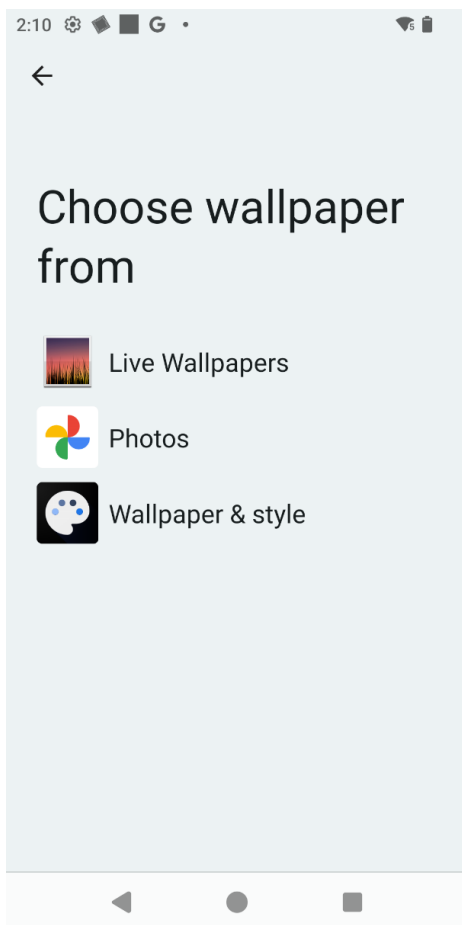 2:10 G
Choose wallpaper
from
Live Wallpapers
Photos
Wallpaper & style